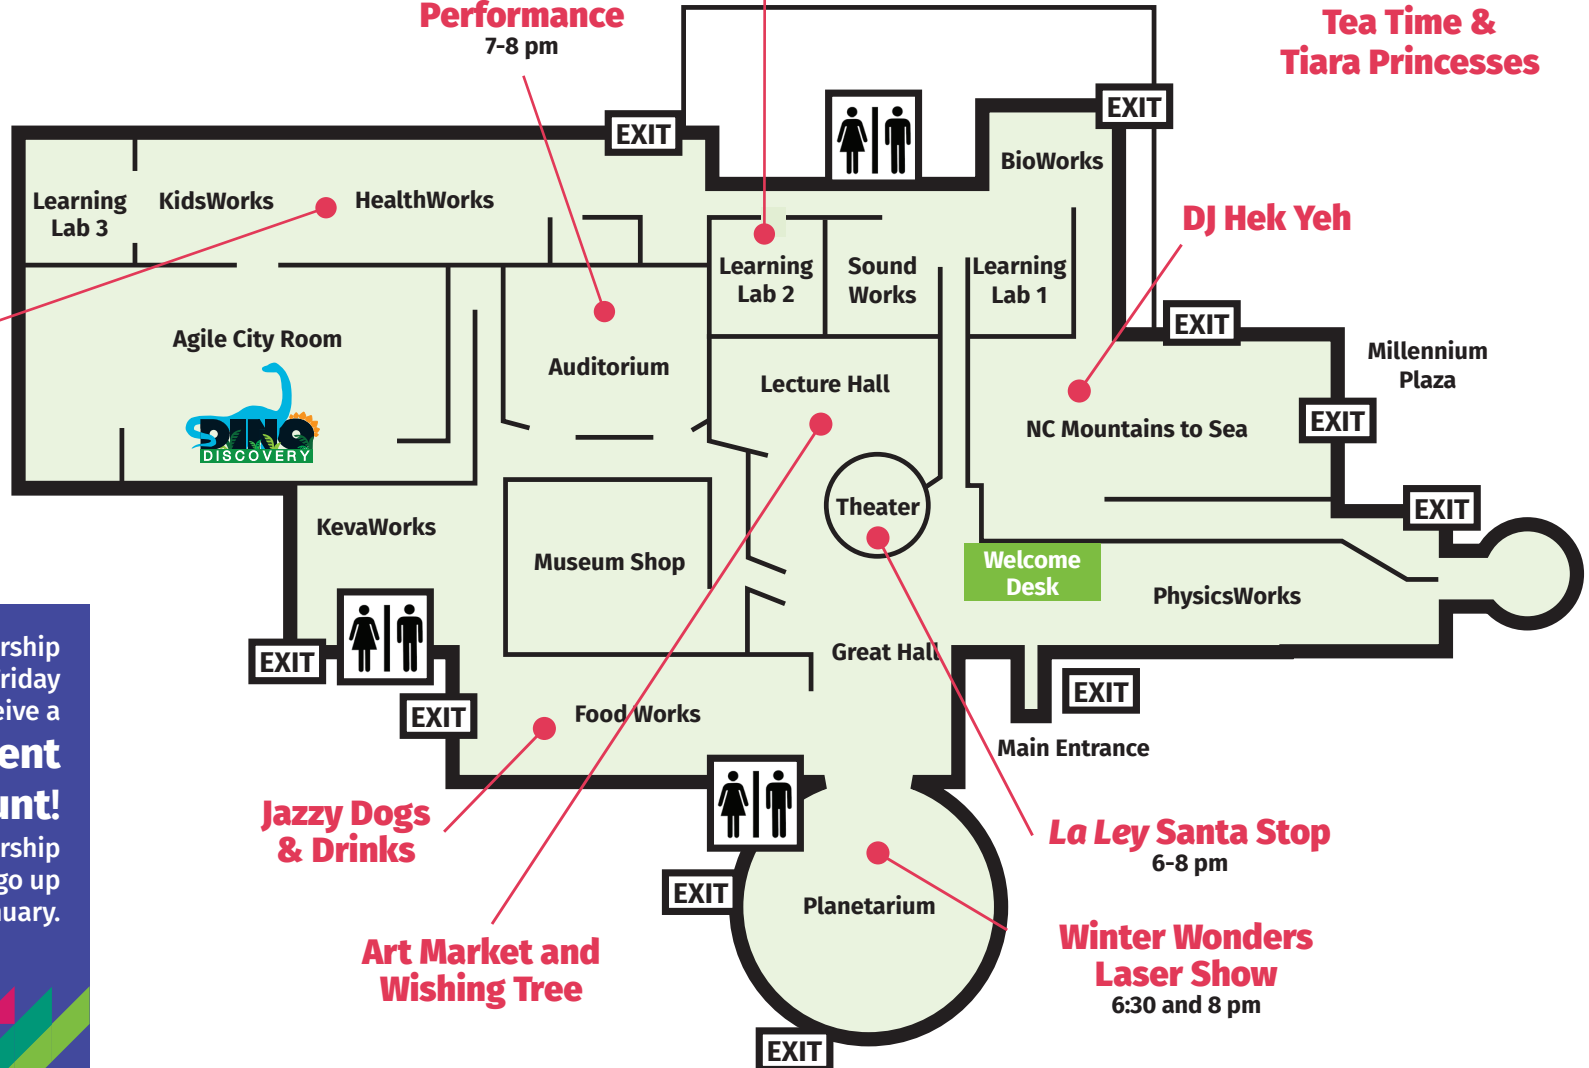 Performance
7-8 pm
Tea Time &
Tiara Princesses
EXIT
EXIT
BioWorks
Learning
Lab 3
KidsWorks
HealthWorks
DJ Hek Yeh
Learning
Lab 2
Sound
Works
Learning
Lab 1
EXIT
Agile City Room
Auditorium
Lecture Hall
Millennium
Plaza
DINO
DISCOVERY
NC Mountains to Sea
EXIT
Theater
EXIT
KevaWorks
Museum Shop
Welcome
Desk
PhysicsWorks
EXIT
Great Hall
EXIT
EXIT
Food Works
Main Entrance
Jazzy Dogs
& Drinks
La Ley Santa Stop
6-8 pm
EXIT
Planetarium
Art Market and
Wishing Tree
Winter Wonders
Laser Show
6:30 and 8 pm
EXIT
rship
riday
eive a
ent
unt!
rship
go up
nuary.